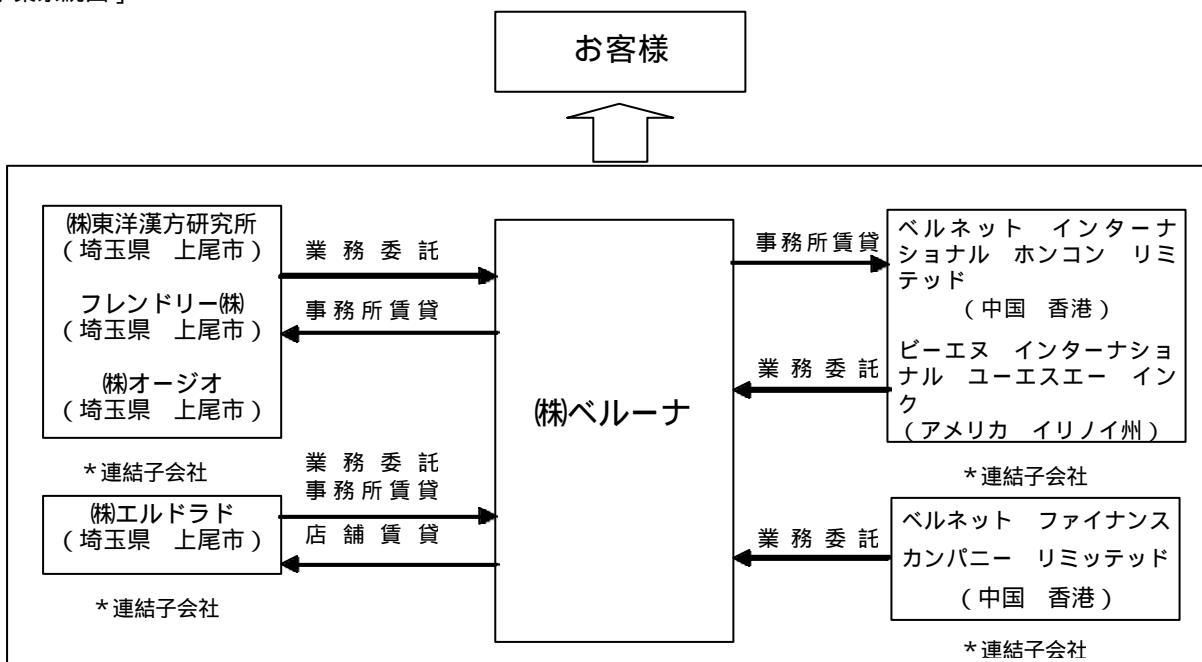 お客様
㈱東洋漢方研究所
（埼玉県　上尾市）
フレンドリー㈱
（埼玉県　上尾市）
㈱オージオ
（埼玉県　上尾市）
＊連結子会社
業務委託
事務所賃貸
㈱エルドラド
（埼玉県　上尾市）
＊連結子会社
業務委託
事務所賃貸
店舗賃貸
㈱ベルーナ
事務所賃貸
業務委託
ベルネット　インターナ
ショナル　ホンコン　リミ
テッド
（中国　香港）
ビーエヌ　インターナショ
ナル　ユーエスエー　イン
ク
（アメリカ　イリノイ州）
＊連結子会社
業務委託
ベルネット　ファイナンス
カンパニー　リミッテッド
（中国　香港）
＊連結子会社